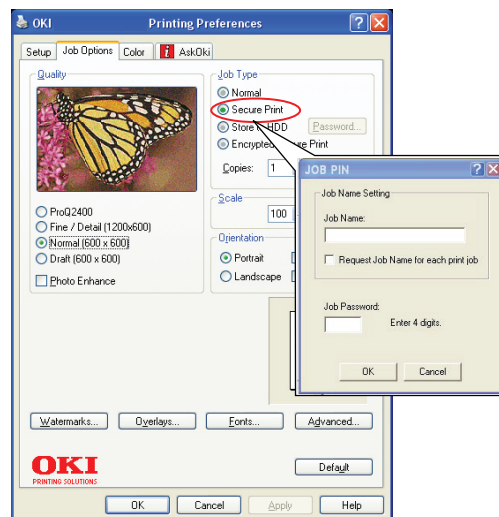 OKI Printing Preferences
Setup Job Options Color i AskOki
Quality
ProQ2400
Fine / Detail (1200x600)
Normal (600 x 600)
Draft (600 x 600)
Photo Enhance
Job Type
Normal
Secure Print
Store HDD Password...
Encrypted re Print
Copies: 1
Scale
100
Orientation
Portrait
Landscape
JOB PIN
Job Name Setting
Job Name:
Request Job Name for each print job
Job Password:
Enter 4 digits.
OK Cancel
Watermarks... Overlays... Fonts... Advanced...
OKI
PRINTING SOLUTIONS
Default
OK Cancel Apply Help